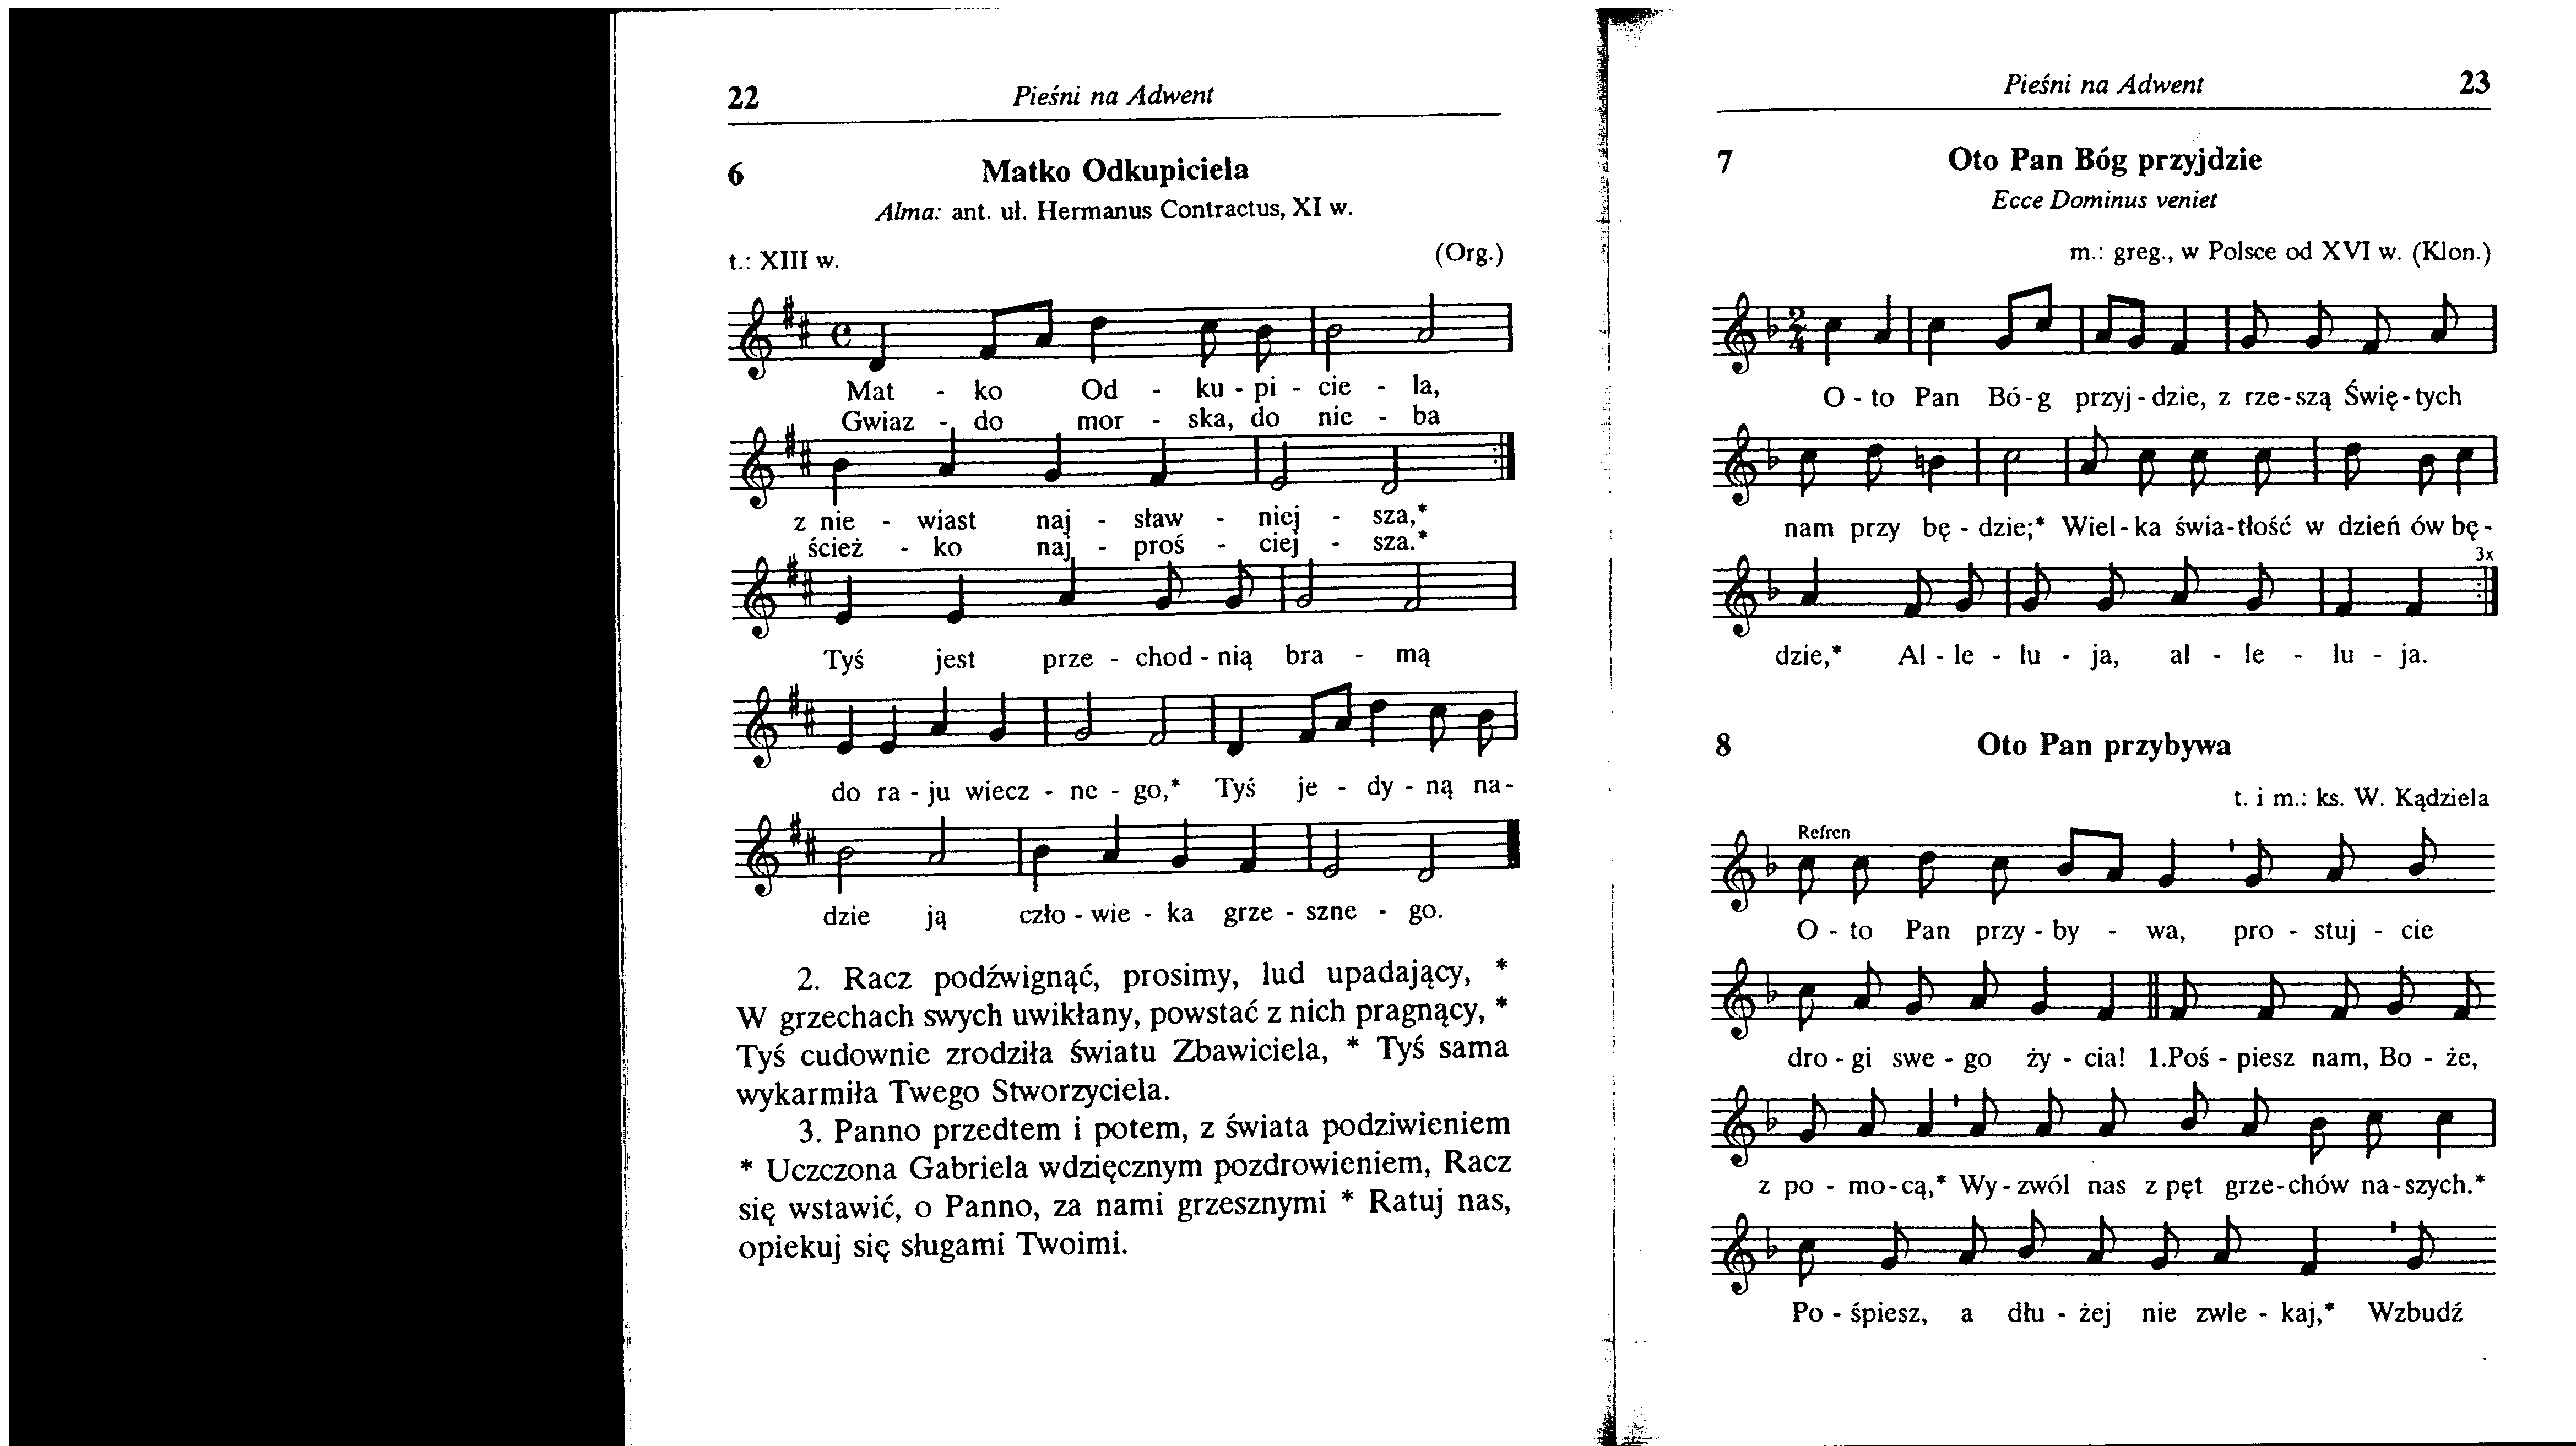 22 Pieśni na Adwent
6 Matko Odkupiciela
Alma: ant. uł. Hermanus Contractus, XI w.
t.: XIII w. (Org.)
Mat - ko Od - ku - pi - cie - la,
Gwiaz - do mor - ska, do nie - ba
z nie - wiast naj - sław - niej - sza,*
ścież - ko naj - proś - ciej - sza.*
Tyś jest prze - chod - nią bra - mą
do ra - ju wiecz - ne - go,* Tyś je - dy - ną na-
dzie ją czło - wie - ka grze - szne - go.
2. Racz podźwignąć, prosimy, lud upadający, *
W grzechach swych uwikłany, powstać z nich pragnący, *
Tyś cudownie zrodziła światu Zbawiciela, * Tyś sama
wykarmiła Twego Stworzyciela.
3. Panno przedtem i potem, z świata podziwieniem
* Uczczona Gabriela wdzięcznym pozdrowieniem, Racz
się wstawić, o Panno, za nami grzesznymi * Ratuj nas,
opiekuj się sługami Twoimi.
Pieśni na Adwent 23
7 Oto Pan Bóg przyjdzie
Ecce Dominus veniet
m.: greg., w Polsce od XVI w. (Klon.)
2
4
O - to Pan Bó - g przyj - dzie, z rze - szą Świę - tych
nam przy bę - dzie;* Wiel - ka świa - tłość w dzień ów bę -
3x
dzie,* Al - le - lu - ja, al - le - lu - ja.
8 Oto Pan przybywa
t. i m.: ks. W. Kądziela
Refren
O - to Pan przy - by - wa, pro - stuj - cie
dro - gi swe - go ży - cia! 1.Poś - piesz nam, Bo - że,
z po - mo - cą,* Wy - zwól nas z pęt grze - chów na - szych.*
Po - śpiesz, a dłu - żej nie zwle - kaj,* Wzbudź